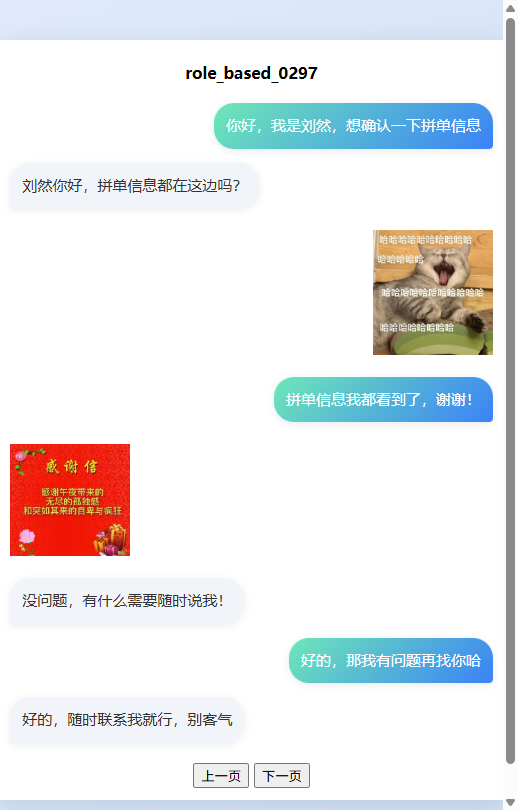 role_based_0297
你好，我是刘然，想确认一下拼单信息
刘然你好，拼单信息都在这边吗？
哈哈哈哈哈哈哈哈哈哈
哈哈哈哈哈
哈哈哈哈哈哈哈哈哈哈哈
哈哈哈哈哈哈哈哈
拼单信息我都看到了，谢谢！
感谢信
感谢午夜带来的
无尽的孤独感
和突如其来的自卑与疯狂
没问题，有什么需要随时说我！
好的，那我有问题再找你哈
好的，随时联系我就行，别客气
上一页 下一页